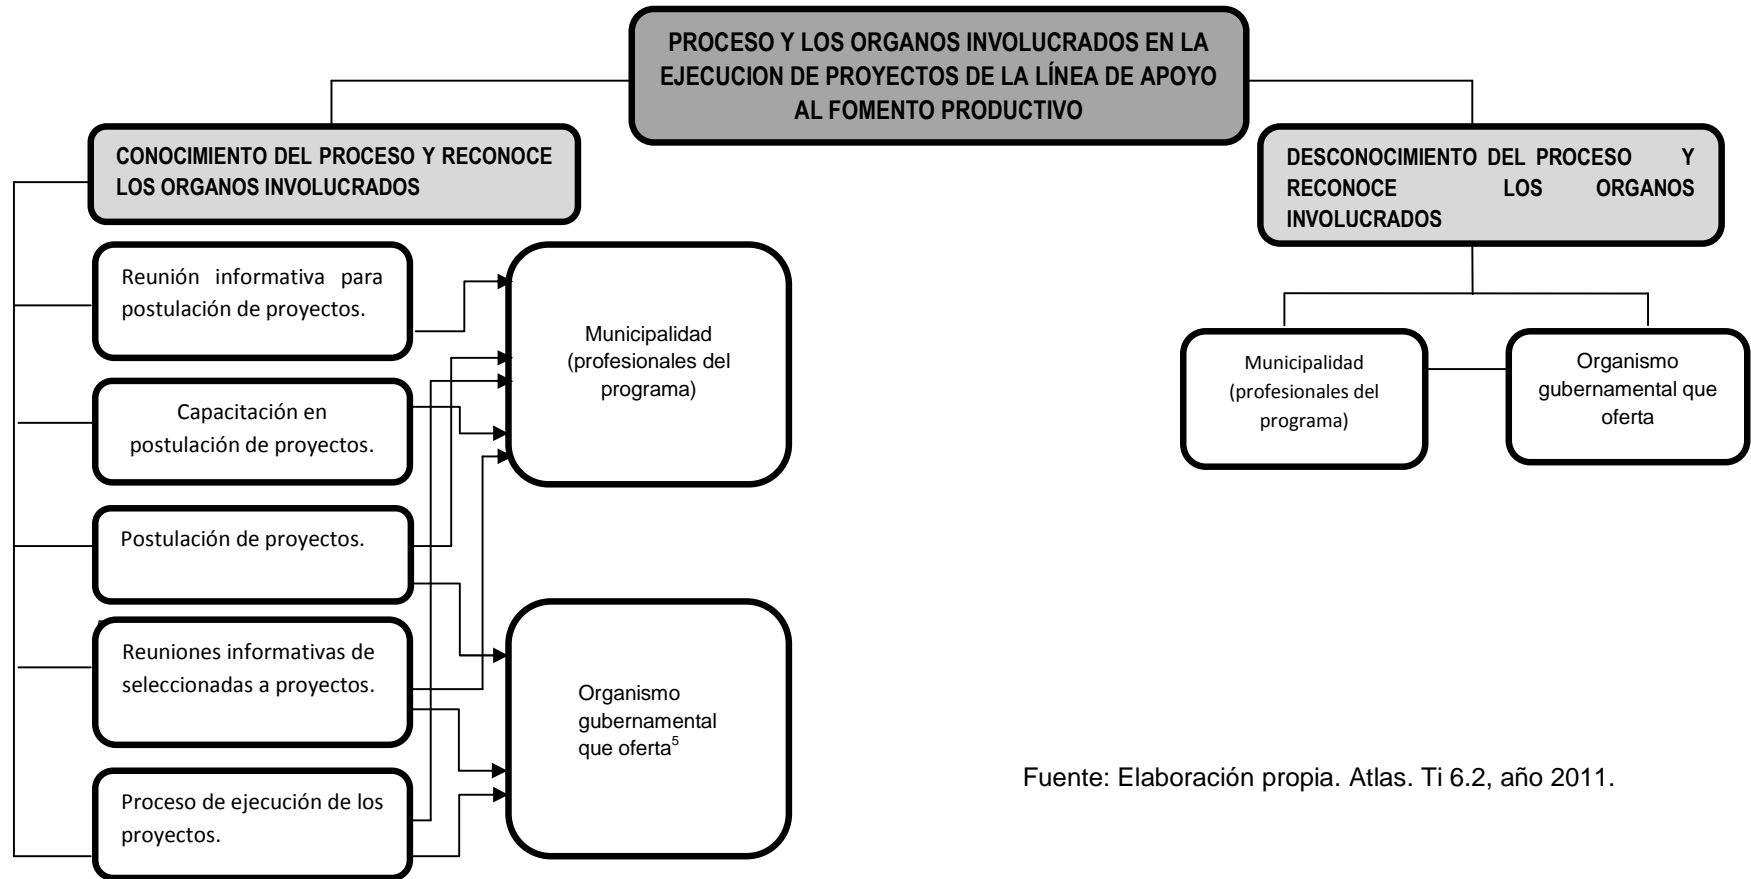 PROCESO Y LOS ORGANOS INVOLUCRADOS EN LA
EJECUCION DE PROYECTOS DE LA LÍNEA DE APOYO
AL FOMENTO PRODUCTIVO
CONOCIMIENTO DEL PROCESO Y RECONOCE
LOS ORGANOS INVOLUCRADOS
Reunión informativa para
postulación de proyectos.
Capacitación en
postulación de proyectos.
Postulación de proyectos.
Reuniones informativas de
seleccionadas a proyectos.
Proceso de ejecución de los
proyectos.
Municipalidad
(profesionales del
programa)
Organismo
gubernamental
que oferta5
DESCONOCIMIENTO DEL PROCESO Y
RECONOCE LOS ORGANOS
INVOLUCRADOS
Municipalidad
(profesionales del
programa)
Organismo
gubernamental que
oferta
Fuente: Elaboración propia. Atlas. Ti 6.2, año 2011.